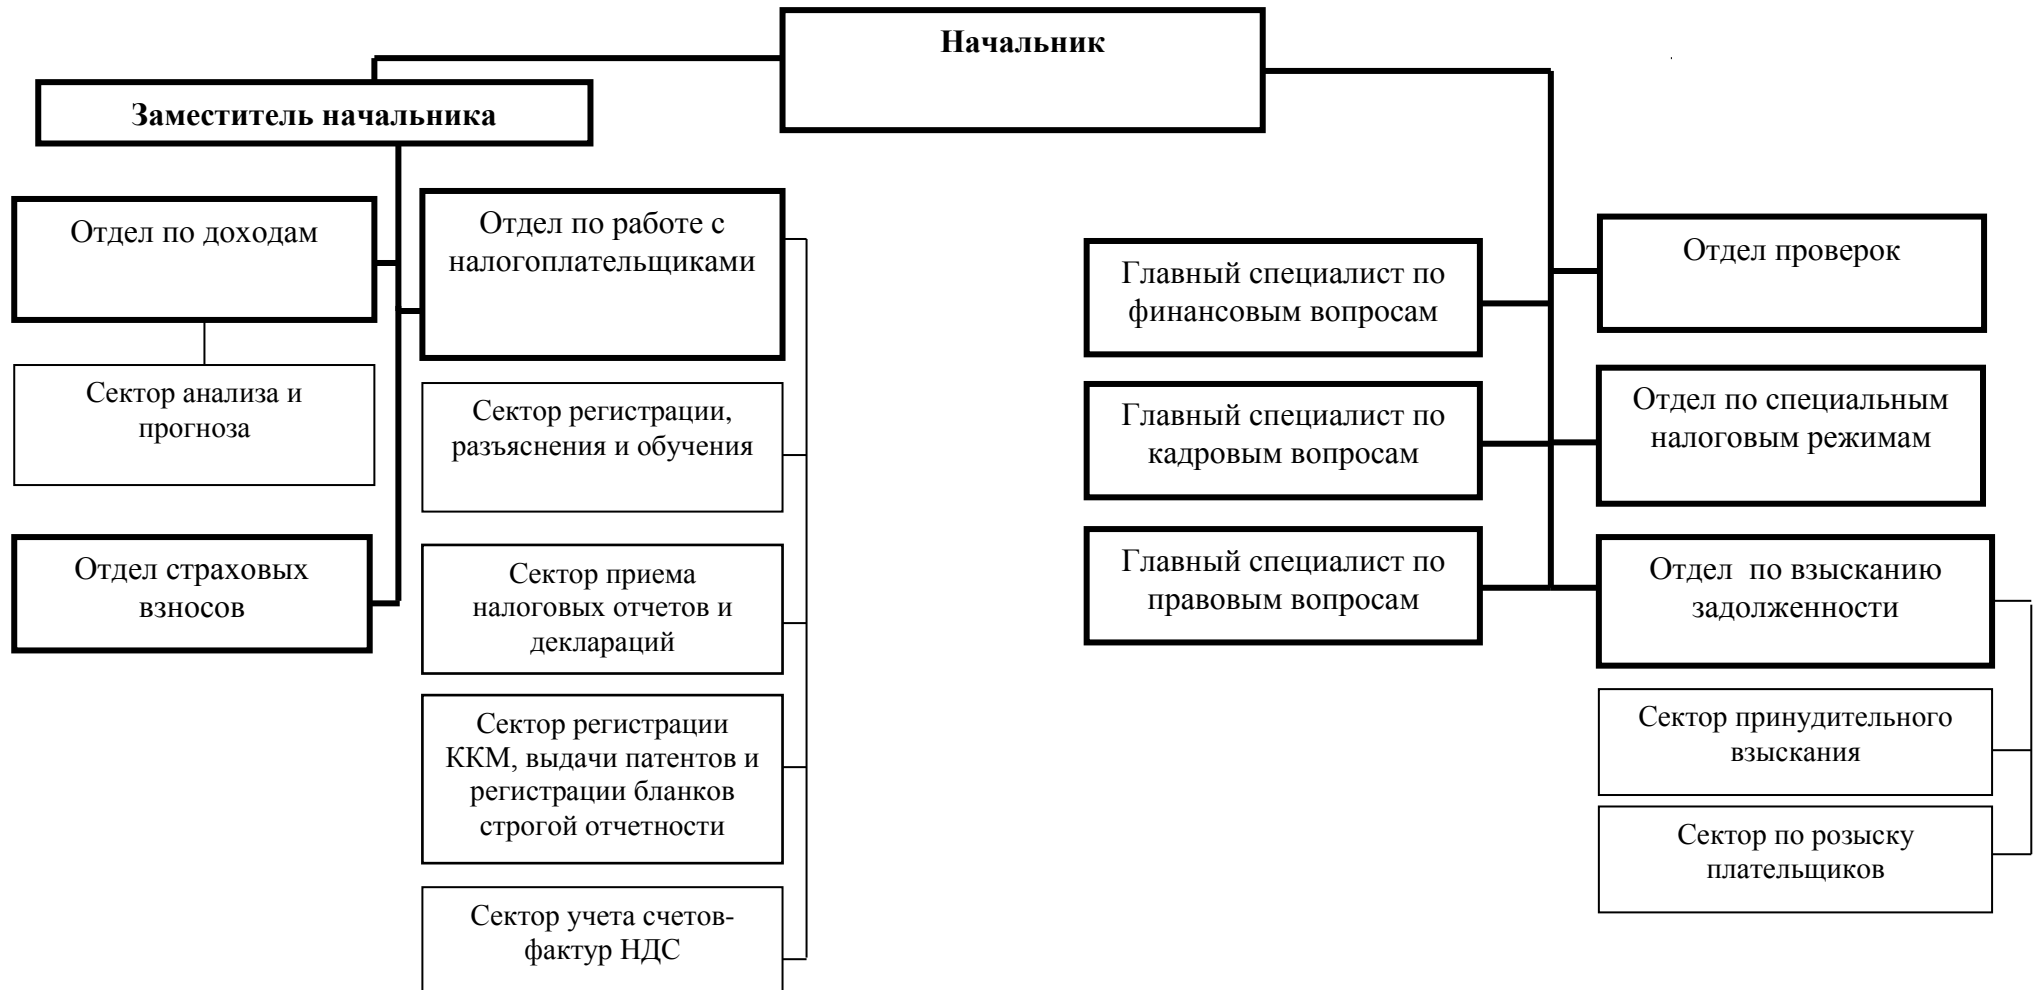 Начальник
Заместитель начальника
Отдел по доходам
Отдел по работе с
налогоплательщиками
Сектор анализа и
прогноза
Сектор регистрации,
разъяснения и обучения
Отдел страховых
взносов
Сектор приема
налоговых отчетов и
деклараций
Сектор регистрации
ККМ, выдачи патентов и
регистрации бланков
строгой отчетности
Сектор учета счетов-
фактур НДС
Главный специалист по
финансовым вопросам
Главный специалист по
кадровым вопросам
Главный специалист по
правовым вопросам
Отдел проверок
Отдел по специальным
налоговым режимам
Отдел по взысканию
задолженности
Сектор принудительного
взыскания
Сектор по розыску
плательщиков